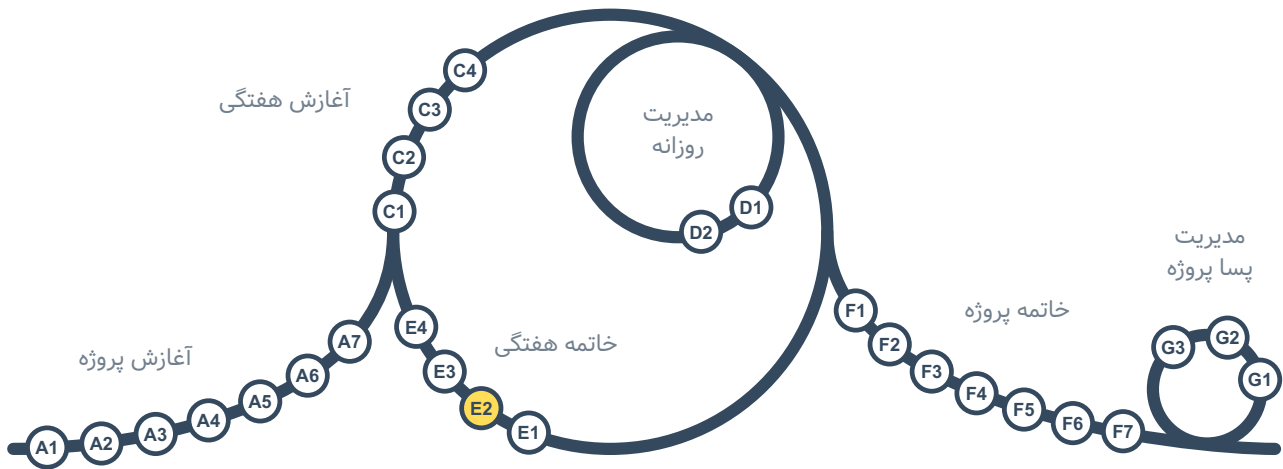 آغازش پروژه
A1
A2
A3
A4
A5
A6
A7
آغازش هفتگی
C1
C2
C3
C4
مدیریت
روزانه
D1
D2
خاتمه هفتگی
E1
E2
E3
E4
خاتمه پروژه
F1
F2
F3
F4
F5
F6
F7
مدیریت
پسا پروژه
G1
G2
G3